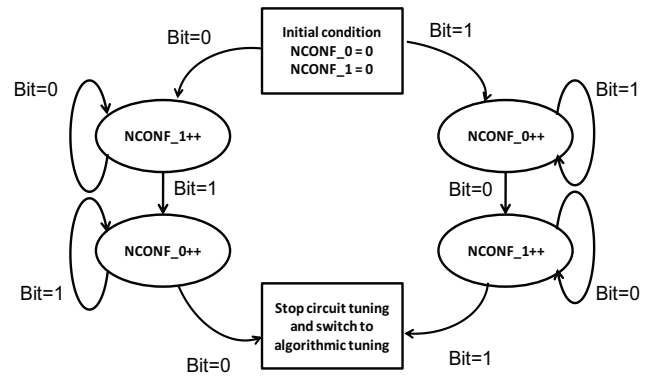 Initial condition
NCONF_0 = 0
NCONF_1 = 0
Bit=0
Bit=1
Bit=0
NCONF_1++
NCONF_0++
Bit=1
Bit=1
Bit=0
NCONF_0++
NCONF_1++
Bit=1
Bit=0
Stop circuit tuning
and switch to
algorithmic tuning
Bit=0
Bit=1